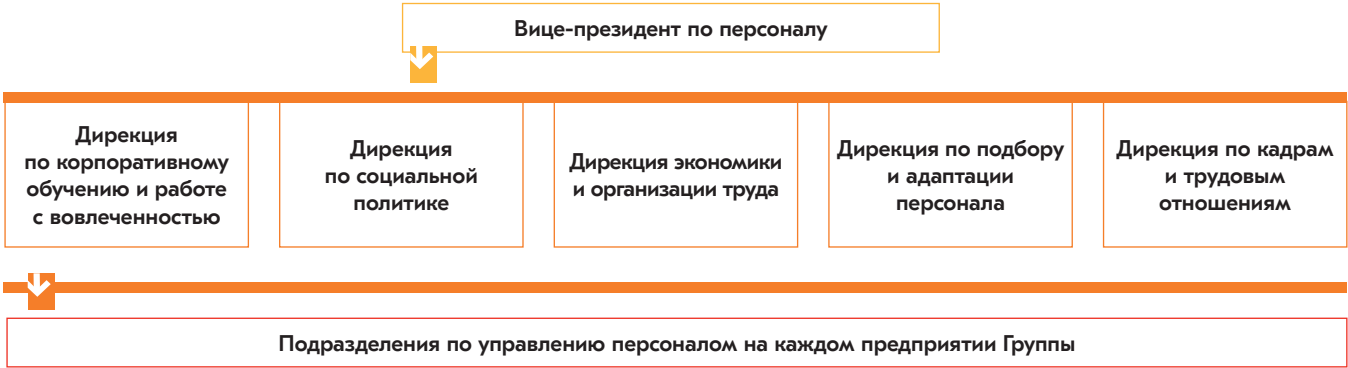 Вице-президент по персоналу
Дирекция
по корпоративному
обучению и работе
с вовлеченностью
Дирекция
по социальной
политике
Дирекция экономики
и организации труда
Дирекция по подбору
и адаптации
персонала
Дирекция по кадрам
и трудовым
отношениям
Подразделения по управлению персоналом на каждом предприятии Группы